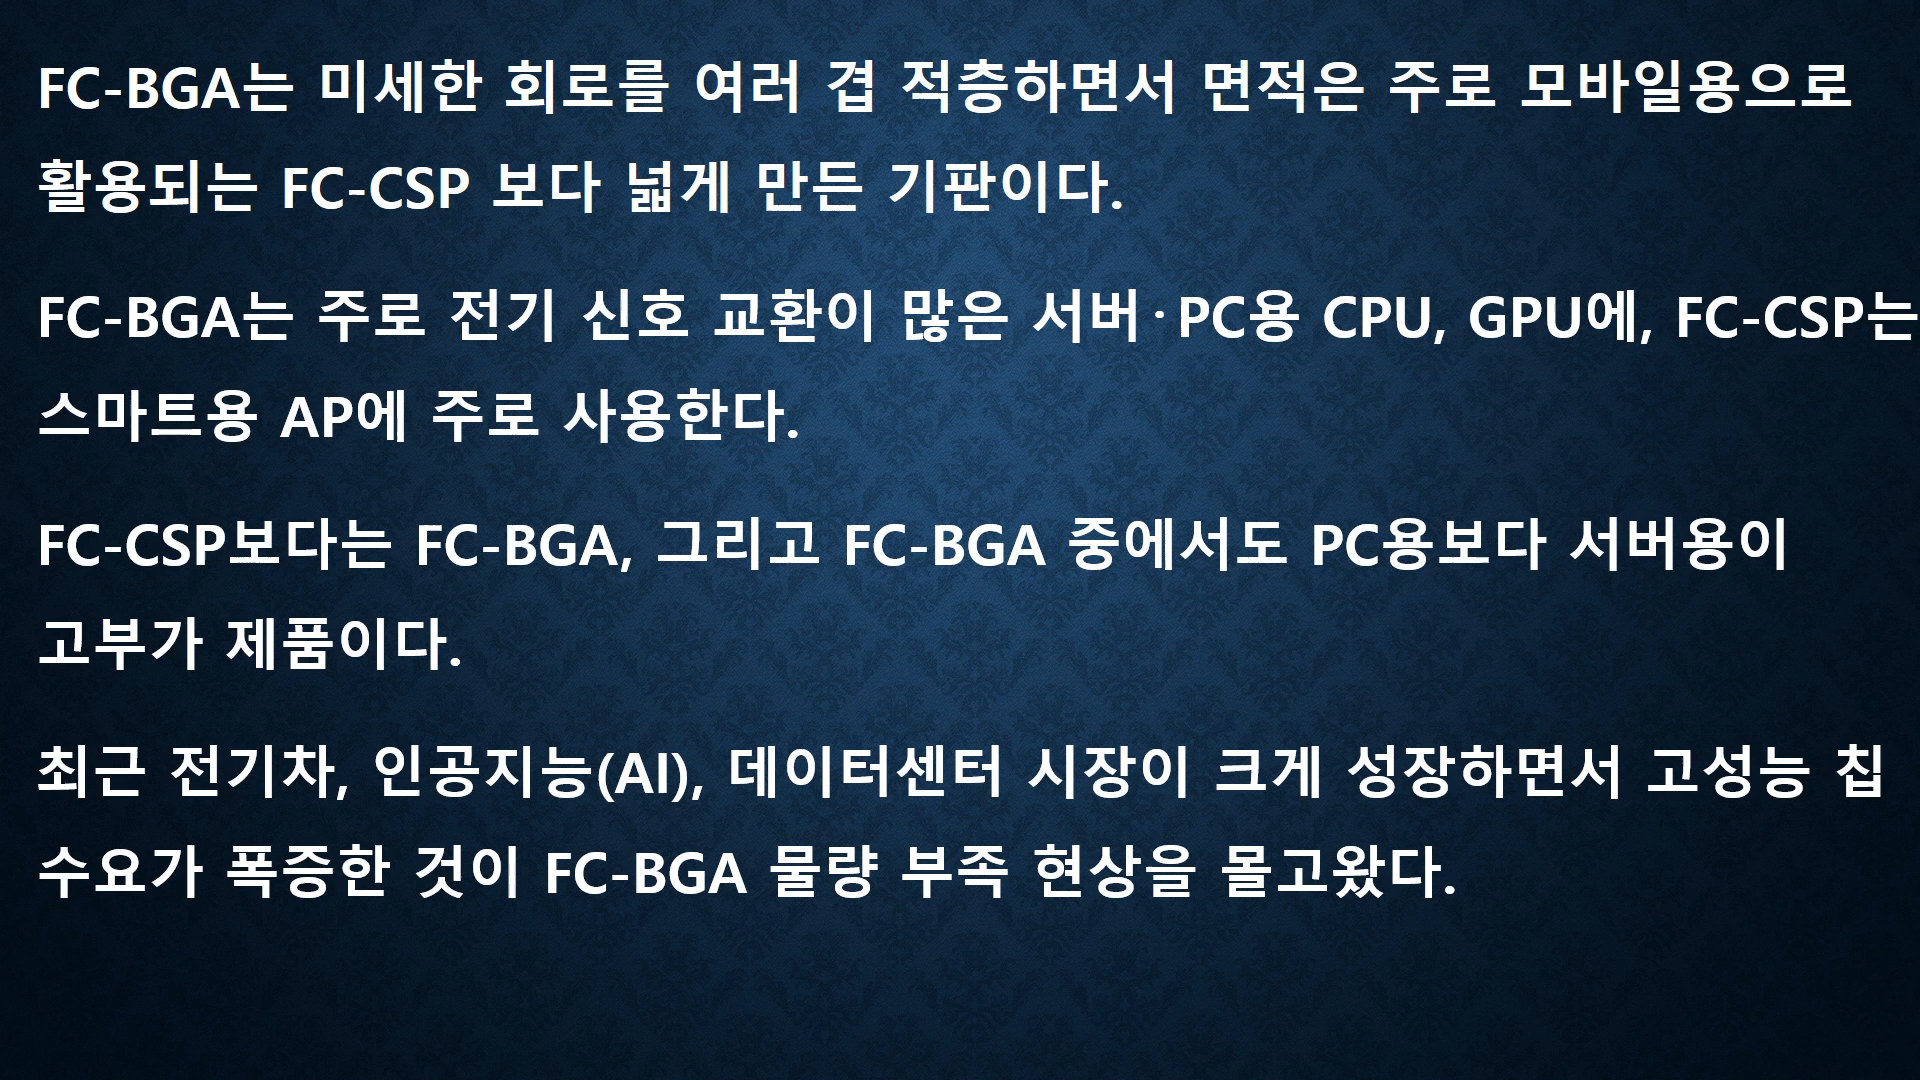 FC-BGA는 미세한 회로를 여러 겹 적층하면서 면적은 주로 모바일용으로
활용되는 FC-CSP 보다 넓게 만든 기판이다.
FC-BGA는 주로 전기 신호 교환이 많은 서버·PC용 CPU, GPU에, FC-CSP는
스마트용 AP에 주로 사용한다.
FC-CSP보다는 FC-BGA, 그리고 FC-BGA 중에서도 PC용보다 서버용이
고부가 제품이다.
최근 전기차, 인공지능(AI), 데이터센터 시장이 크게 성장하면서 고성능 칩
수요가 폭증한 것이 FC-BGA 물량 부족 현상을 몰고왔다.